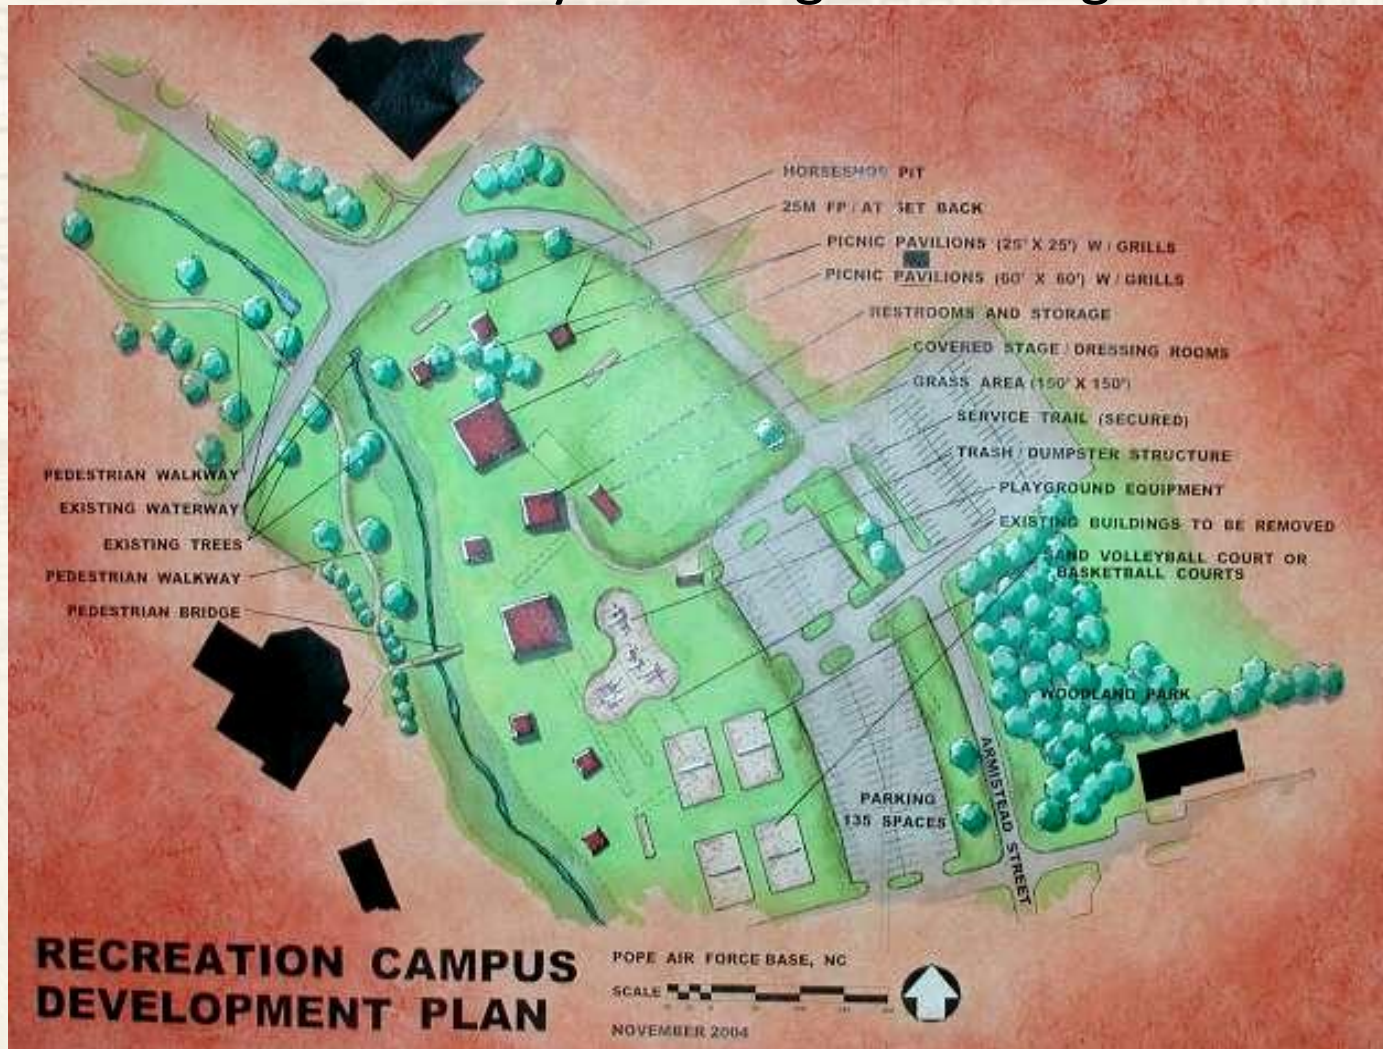 HORSESHOE PIT
25M FP / AT SET BACK
PICNIC PAVILIONS (25' X 25') W / GRILLS
PICNIC PAVILIONS (60' X 60') W / GRILLS
RESTROOMS AND STORAGE
COVERED STAGE / DRESSING ROOMS
GRASS AREA (150' X 150')
SERVICE TRAIL (SECURED)
TRASH / DUMPSTER STRUCTURE
PLAYGROUND EQUIPMENT
EXISTING BUILDINGS TO BE REMOVED
SAND VOLLEYBALL COURT OR
BASKETBALL COURTS
PEDESTRIAN WALKWAY
EXISTING WATERWAY
EXISTING TREES
PEDESTRIAN WALKWAY
PEDESTRIAN BRIDGE
WOODLAND PARK
ARMISTEAD STREET
PARKING
135 SPACES
RECREATION CAMPUS
DEVELOPMENT PLAN
POPE AIR FORCE BASE, NC
SCALE
NOVEMBER 2004